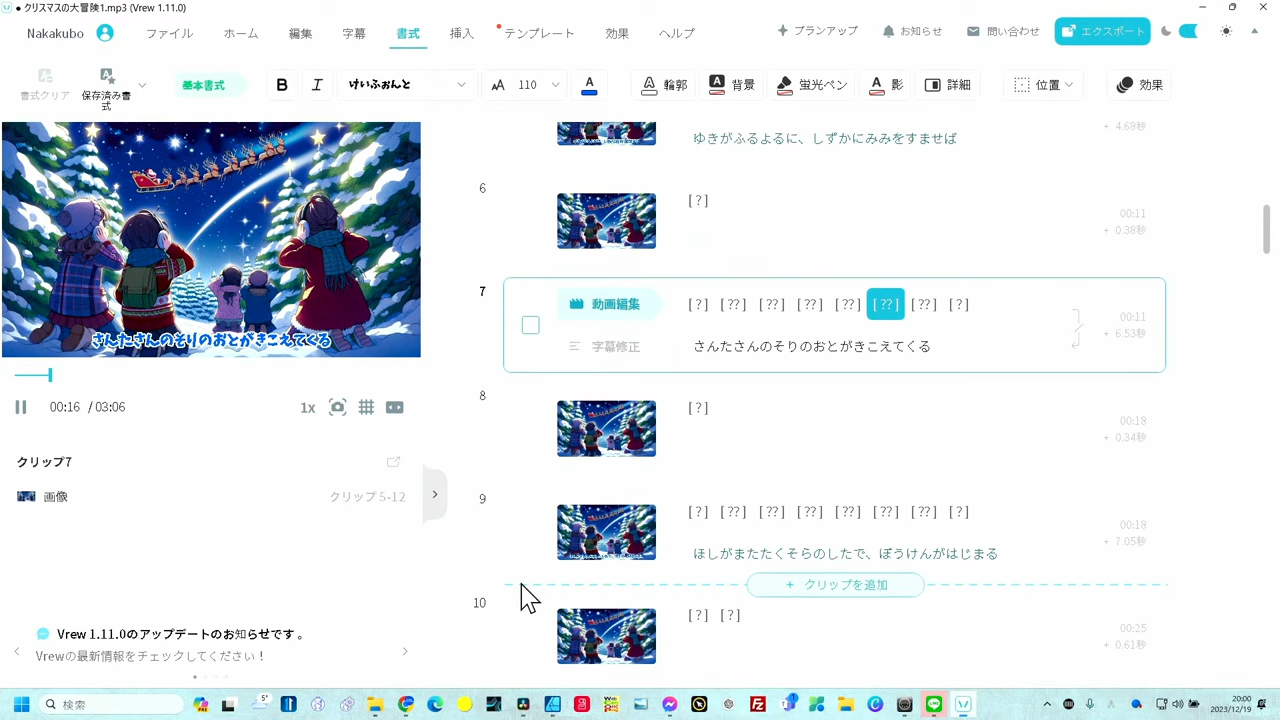 ● クリスマスの大冒険1.mp3 (Vrew 1.11.0)
Nakakubo ファイル ホーム 編集 字幕 書式 挿入 テンプレート 効果 ヘルプ プランアップ お知らせ 問い合わせ エクスポート
書式クリア 保存済み書式 基本書式 B I けいふぉんと AA 110 A A 輪郭 A 背景 蛍光ペン A 影 詳細 位置 効果
ゆきがふるよるに、しずかにみみをすませば
+ 4.68秒
6
[ ? ]
00:11
+ 0.38秒
7
動画編集
[ ? ] [ ?? ] [ ?? ] [ ?? ] [ ?? ] [ ?? ] [ ?? ] [ ? ]
字幕修正
さんたさんのそりのおとがきこえてくる
00:11
+ 6.53秒
さんたさんのそりのおとがきこえてくる
00:16 / 03:06
1x
8
[ ? ]
00:18
+ 0.34秒
クリップ7
画像 クリップ 5-12
9
[ ? ] [ ?? ] [ ?? ] [ ?? ] [ ?? ] [ ?? ] [ ?? ] [ ? ]
ほしがまたたくそらのしたで、ぼうけんがはじまる
00:18
+ 7.05秒
+ クリップを追加
10
[ ? ] [ ? ]
00:25
+ 0.61秒
Vrew 1.11.0のアップデートのお知らせです。
Vrewの最新情報をチェックしてください！
検索
5°
20:00
2023/12/19